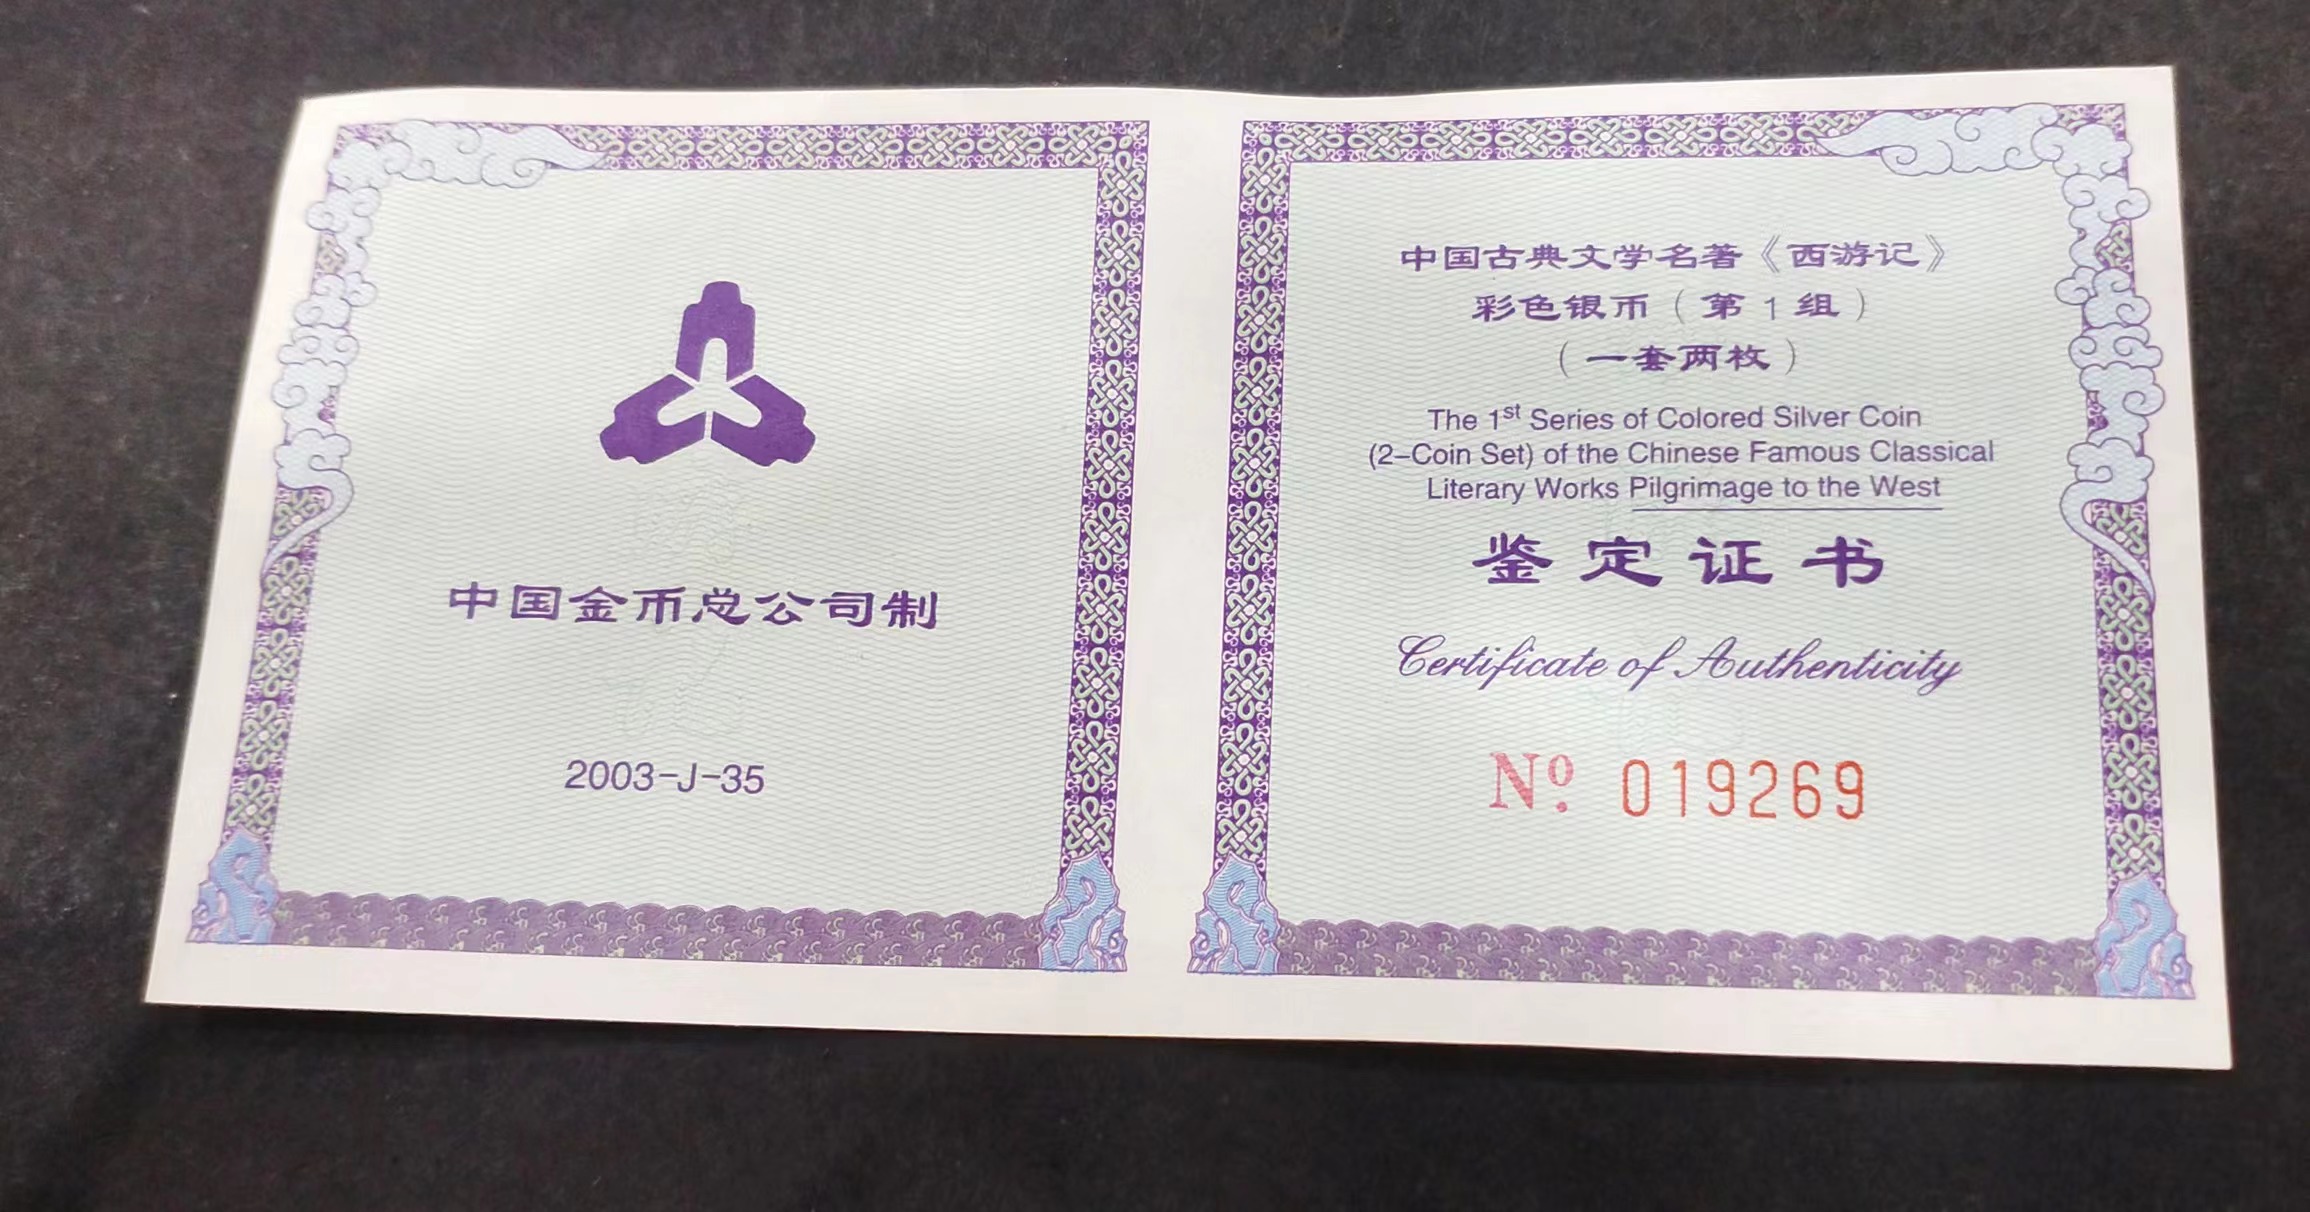 中国金币总公司制
2003-J-35
中国古典文学名著《西游记》
彩色银币(第1组)
(一套两枚)
The 1st Series of Colored Silver Coin
(2-Coin Set) of the Chinese Famous Classical
Literary Works Pilgrimage to the West
鉴定证书
Certificate of Authenticity
Nº. 019269